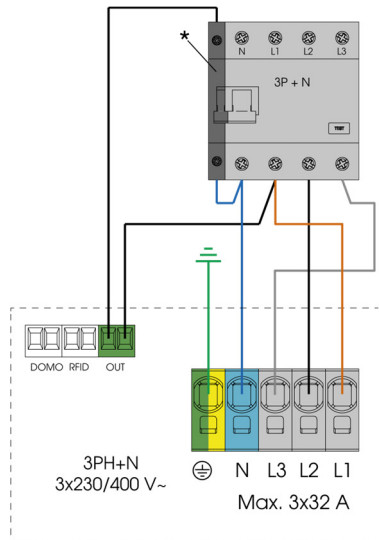 *
N L1 L2 L3
3P + N
TEST
DOMO RFID OUT
3PH+N
3x230/400 V~
N L3 L2 L1
Max. 3x32 A